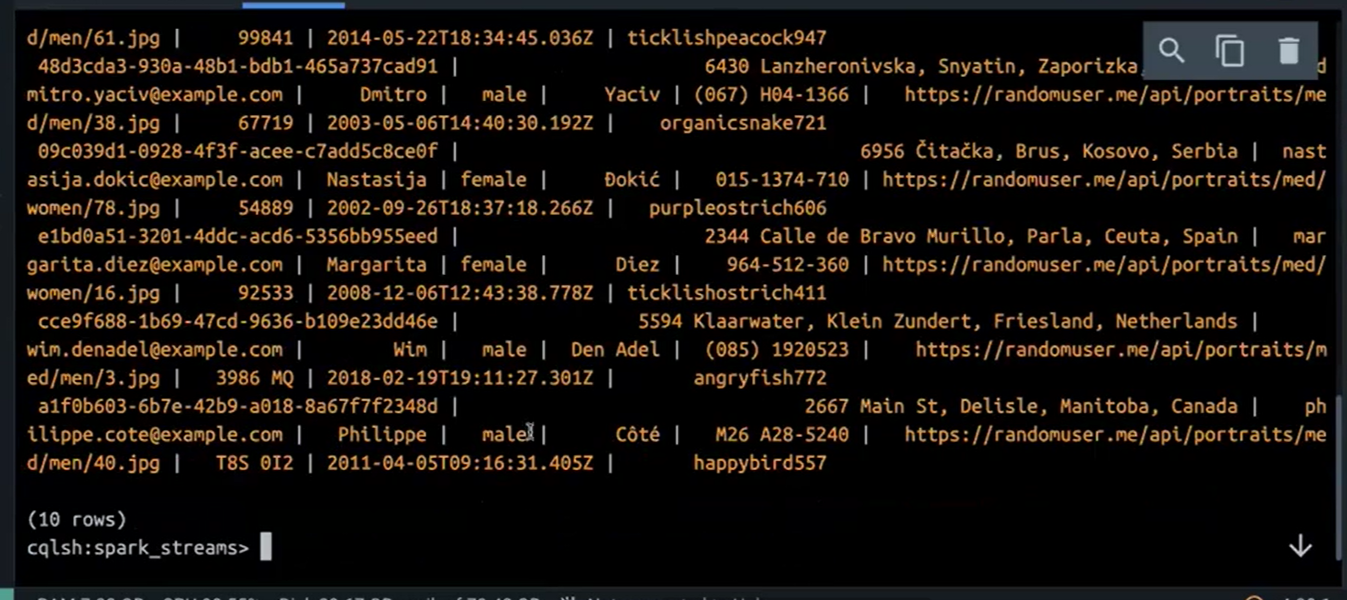 d/men/61.jpg |     99841 | 2014-05-22T18:34:45.036Z | ticklishpeacock947
48d3cda3-930a-48b1-bdb1-465a737cad91 |                      6430 Lanzheronivska, Snyatin, Zaporizka, d
mitro.yaciv@example.com |     Dmitro |   male |     Yaciv | (067) H04-1366 |   https://randomuser.me/api/portraits/me
d/men/38.jpg |     67719 | 2003-05-06T14:40:30.192Z |    organicsnake721
09c039d1-0928-4f3f-acee-c7add5c8ce0f |                                    6956 Čitačka, Brus, Kosovo, Serbia |  nast
asija.dokic@example.com |  Nastasija | female |     Đokić |   015-1374-710 | https://randomuser.me/api/portraits/med/
women/78.jpg |     54889 | 2002-09-26T18:37:18.266Z |   purpleostrich606
e1bd0a51-3201-4ddc-acd6-5356bb955eed |                      2344 Calle de Bravo Murillo, Parla, Ceuta, Spain |   mar
garita.diez@example.com |  Margarita | female |      Diez |    964-512-360 | https://randomuser.me/api/portraits/med/
women/16.jpg |     92533 | 2008-12-06T12:43:38.778Z | ticklishostrich411
cce9f688-1b69-47cd-9636-b109e23dd46e |                5594 Klaarwater, Klein Zundert, Friesland, Netherlands |
wim.denadel@example.com |        Wim |   male |  Den Adel |  (085) 1920523 |    https://randomuser.me/api/portraits/m
ed/men/3.jpg |   3986 MQ | 2018-02-19T19:11:27.301Z |       angryfish772
a1f0b603-6b7e-42b9-a018-8a67f7f2348d |                               2667 Main St, Delisle, Manitoba, Canada |    ph
ilippe.cote@example.com |   Philippe |   male |      Côté |   M26 A28-5240 |   https://randomuser.me/api/portraits/me
d/men/40.jpg |   T8S 0I2 | 2011-04-05T09:16:31.405Z |       happybird557
(10 rows)
cqlsh:spark_streams>